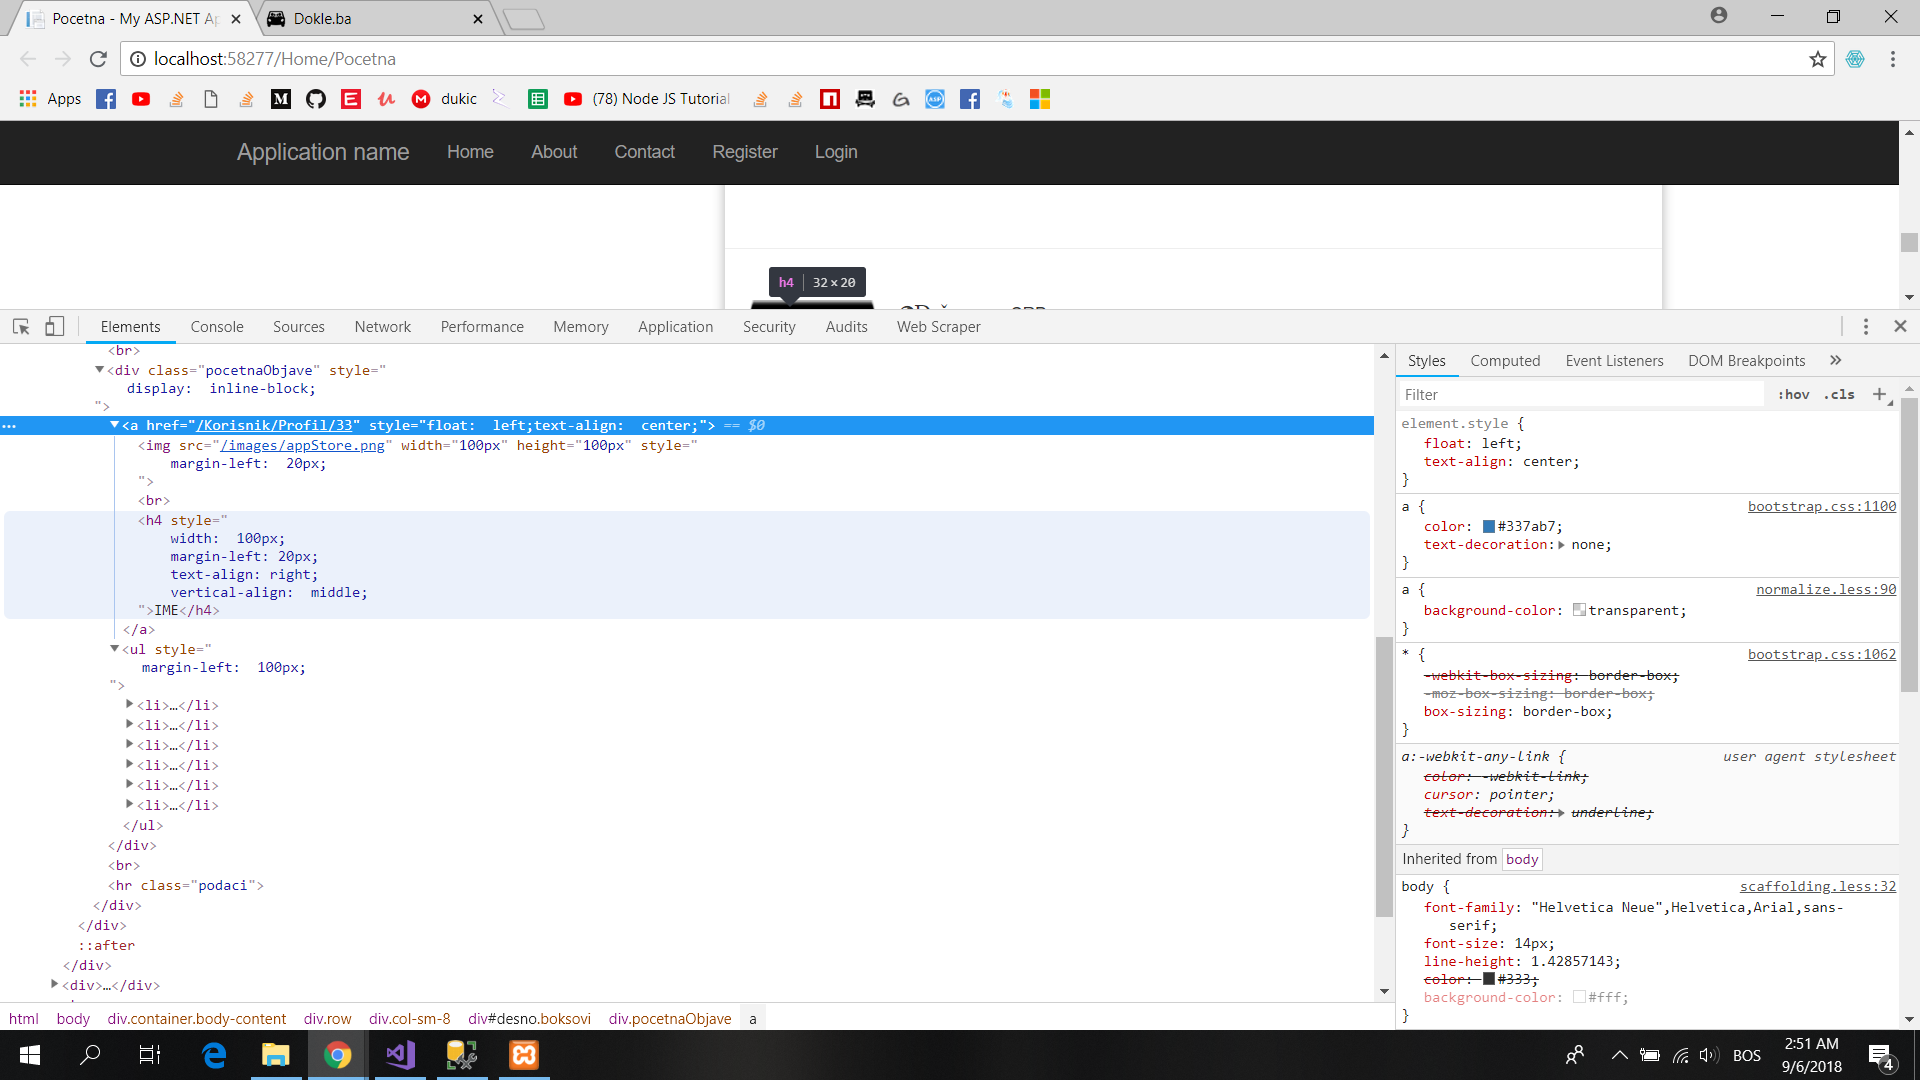 Pocetna - My ASP.NET Ap
Dokle.ba
localhost:58277/Home/Pocetna
Apps
dukic
(78) Node JS Tutorial
Application name Home About Contact Register Login
h4 32 × 20
Elements Console Sources Network Performance Memory Application Security Audits Web Scraper
<br>
<div class="pocetnaObjave" style="
display: inline-block;
">
<a href="/Korisnik/Profil/33" style="float: left;text-align: center;"> == $0
<img src="/images/appStore.png" width="100px" height="100px" style="
margin-left: 20px;
">
<br>
<h4 style="
width: 100px;
margin-left: 20px;
text-align: right;
vertical-align: middle;
">IME</h4>
</a>
<ul style="
margin-left: 100px;
">
<li>…</li>
<li>…</li>
<li>…</li>
<li>…</li>
<li>…</li>
<li>…</li>
</ul>
</div>
<br>
<hr class="podaci">
</div>
</div>
::after
</div>
<div>…</div>
html body div.container.body-content div.row div.col-sm-8 div#desno.boksovi div.pocetnaObjave a
Styles Computed Event Listeners DOM Breakpoints »
Filter :hov .cls +
element.style {
float: left;
text-align: center;
}
a { bootstrap.css:1100
color: #337ab7;
text-decoration: none;
}
a { normalize.less:90
background-color: transparent;
}
* { bootstrap.css:1062
-webkit-box-sizing: border-box;
-moz-box-sizing: border-box;
box-sizing: border-box;
}
a:-webkit-any-link { user agent stylesheet
color: -webkit-link;
cursor: pointer;
text-decoration: underline;
}
Inherited from body
body { scaffolding.less:32
font-family: "Helvetica Neue",Helvetica,Arial,sans-
serif;
font-size: 14px;
line-height: 1.42857143;
color: #333;
background-color: #fff;
}
BOS
2:51 AM
9/6/2018
4